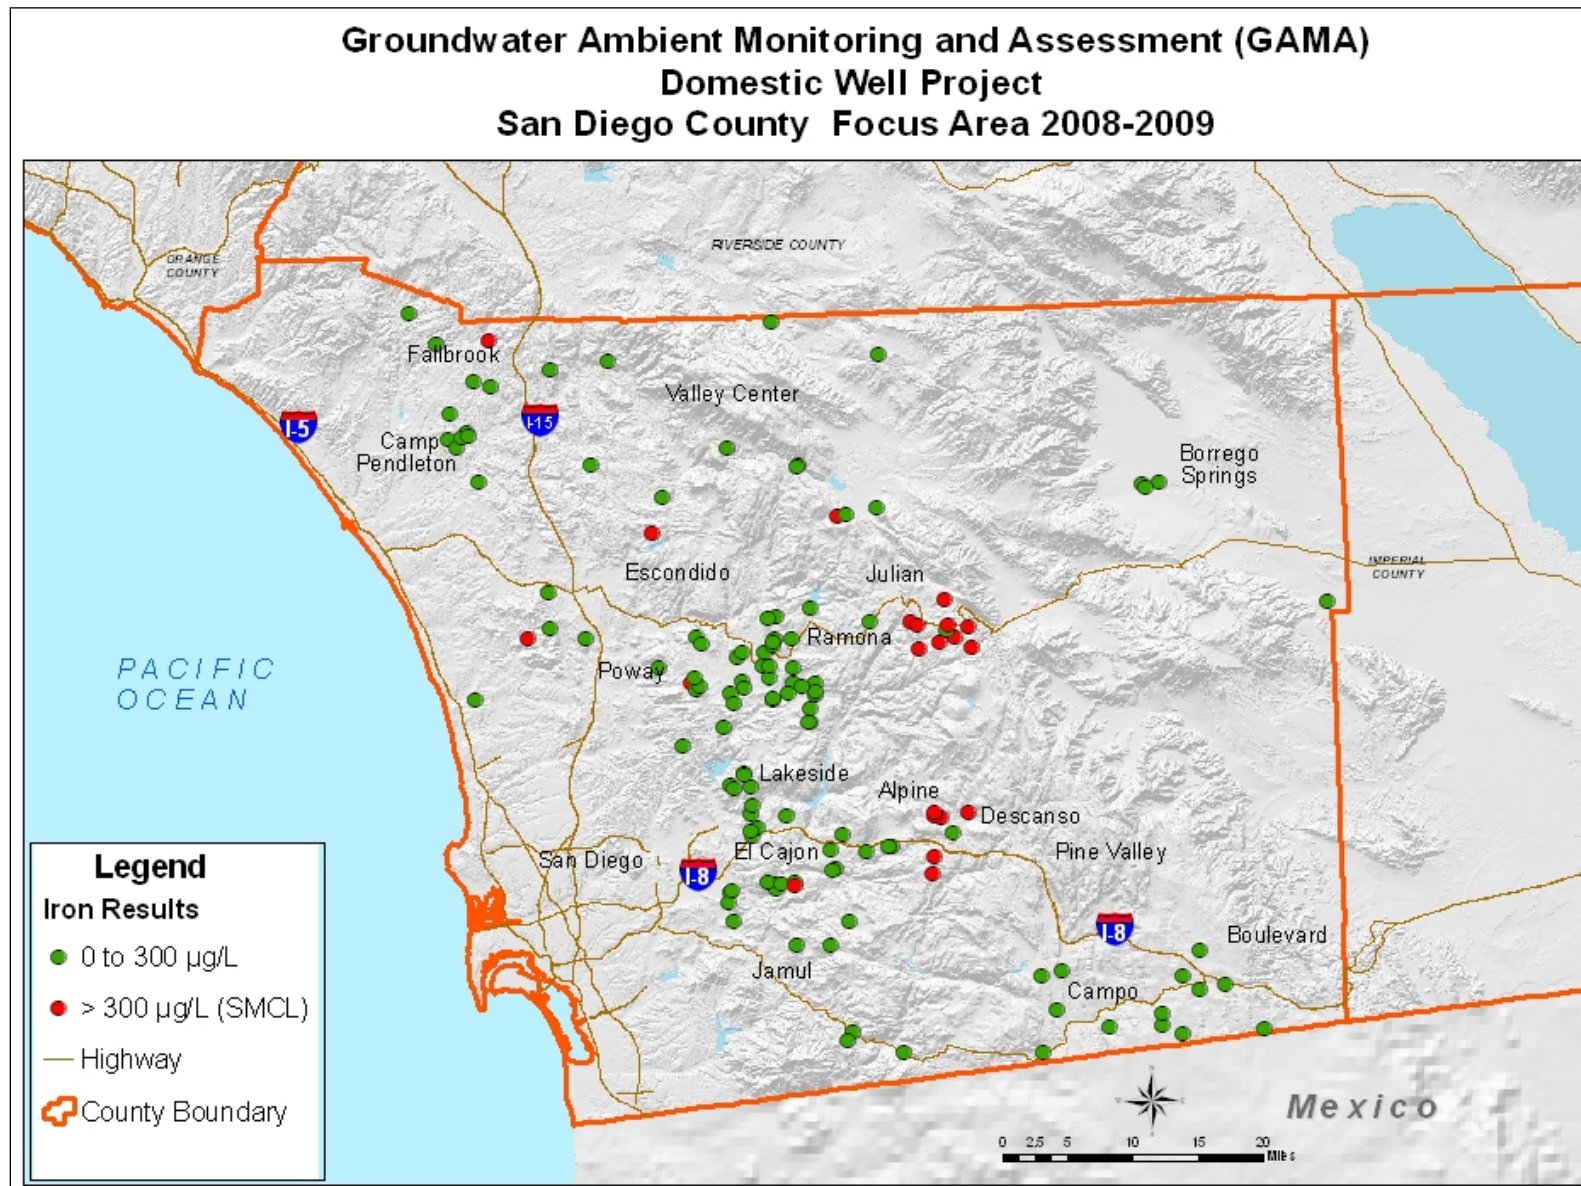 Groundwater Ambient Monitoring and Assessment (GAMA)
Domestic Well Project
San Diego County Focus Area 2008-2009
RIVERSIDE COUNTY
ORANGE
COUNTY
Fallbrook
Valley Center
I-5
I-15
Camp
Pendleton
Borrego
Springs
IMPERIAL
COUNTY
Escondido
Julian
Ramona
Poway
PACIFIC
OCEAN
Lakeside
Alpine
Descanso
San Diego
I-8
El Cajon
Pine Valley
I-8
Boulevard
Jamul
Campo
Legend
Iron Results
0 to 300 µg/L
> 300 µg/L (SMCL)
Highway
County Boundary
Mexico
0 2.5 5 10 15 20
Miles